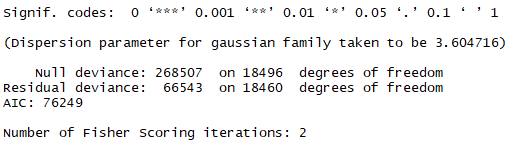 Signif. codes:  0 ‘***’ 0.001 ‘**’ 0.01 ‘*’ 0.05 ‘.’ 0.1 ‘ ’ 1
(Dispersion parameter for gaussian family taken to be 3.604716)
Null deviance: 268507  on 18496  degrees of freedom
Residual deviance:  66543  on 18460  degrees of freedom
AIC: 76249
Number of Fisher Scoring iterations: 2